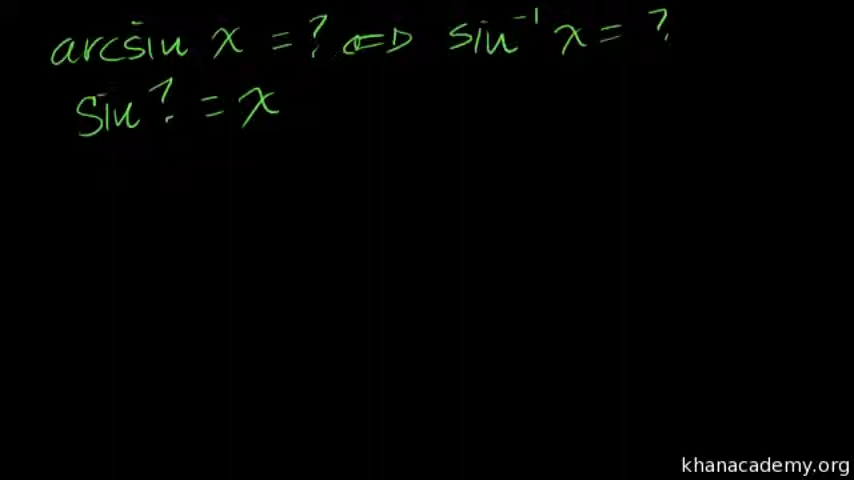 arcsin x = ? ⇔ sin⁻¹ x = ?
sin ? = x
khanacademy.org